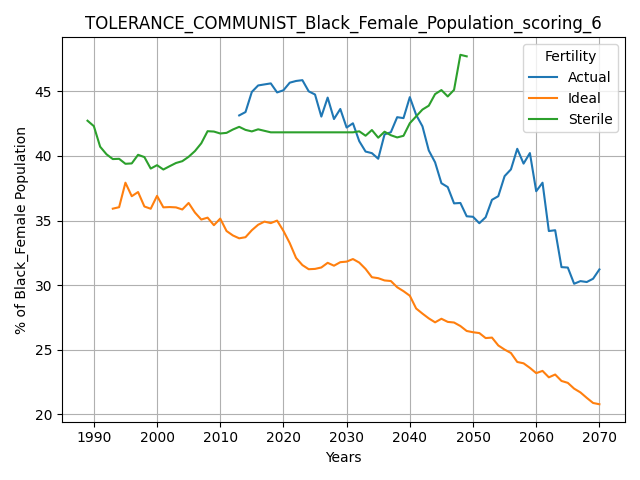 TOLERANCE_COMMUNIST_Black_Female_Population_scoring_6
Fertility
Actual
Ideal
Sterile
% of Black_Female Population
45
40
35
30
25
20
1990 2000 2010 2020 2030 2040 2050 2060 2070
Years